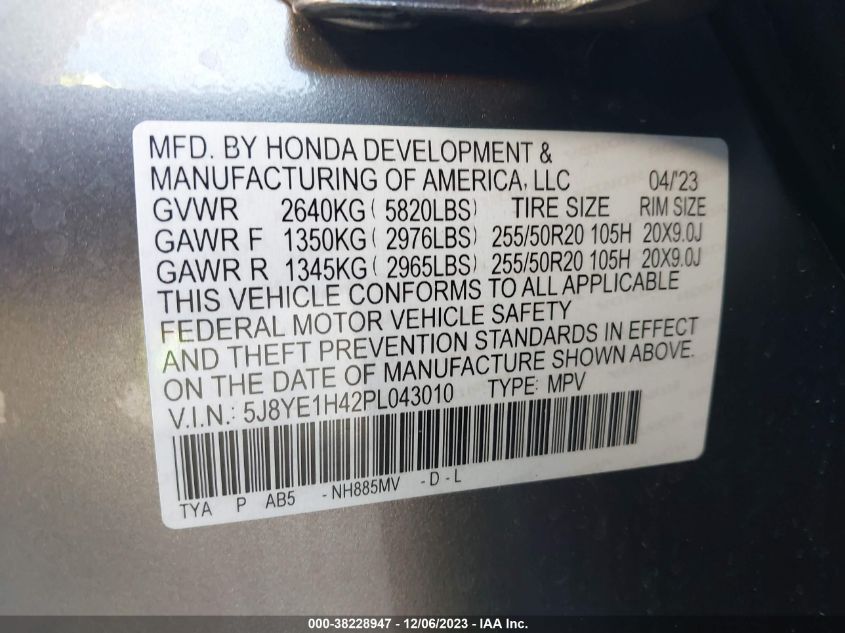 MFD. BY HONDA DEVELOPMENT &
MANUFACTURING OF AMERICA, LLC 04/'23
GVWR 2640KG ( 5820LBS) TIRE SIZE RIM SIZE
GAWR F 1350KG ( 2976LBS) 255/50R20 105H 20X9.0J
GAWR R 1345KG ( 2965LBS) 255/50R20 105H 20X9.0J
THIS VEHICLE CONFORMS TO ALL APPLICABLE
FEDERAL MOTOR VEHICLE SAFETY
AND THEFT PREVENTION STANDARDS IN EFFECT
ON THE DATE OF MANUFACTURE SHOWN ABOVE.
V.I.N.: 5J8YE1H42PL043010 TYPE: MPV
TYA P AB5 - NH885MV - D - L
000-38228947 - 12/06/2023 - IAA Inc.